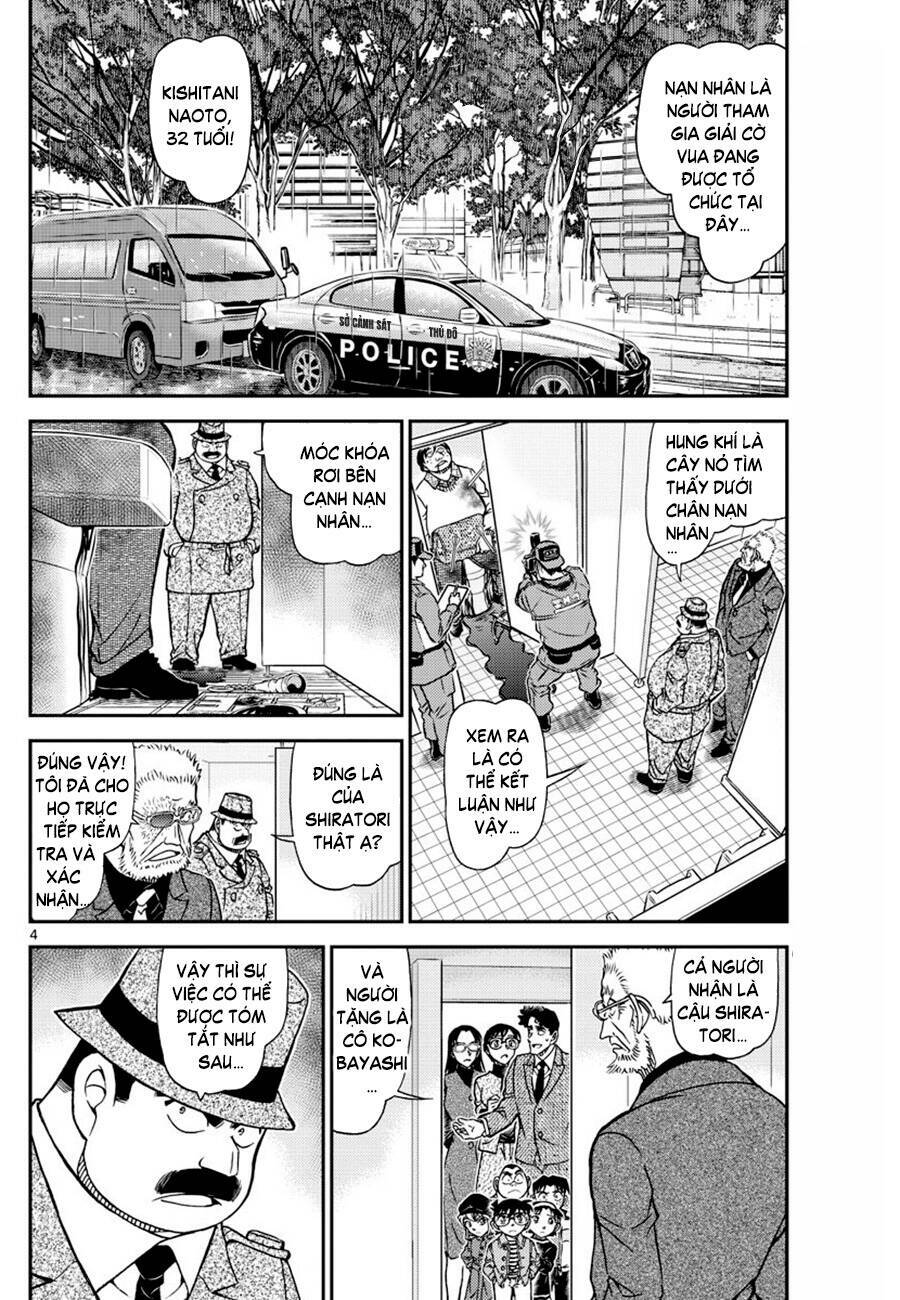 NẠN NHÂN LÀ
NGƯỜI THAM
GIA GIẢI CỜ
VUA ĐANG
ĐƯỢC TỔ
CHỨC TẠI
ĐÂY...
KISHITANI
NAOTO,
32 TUỔI!
SỞ CẢNH SÁT
THỦ ĐÔ
POLICE
HUNG KHÍ LÀ
CÂY NỎ TÌM
THẤY DƯỚI
CHÂN NẠN
NHÂN
...
XEM RA
LÀ CÓ
THỂ KẾT
LUẬN NHƯ
VẬY...
MÓC KHÓA
RƠI BÊN
CẠNH NẠN
NHÂN...
ĐÚNG LÀ
CỦA
SHIRATORI
THẬT Ạ?
ĐÚNG VẬY!
TÔI ĐÃ CHO
HỌ TRỰC
TIẾP KIỂM
TRA VÀ
XÁC
NHẬN...
4
CẢ NGƯỜI
NHẬN LÀ
CẬU SHIRA-
TORI...
VÀ
NGƯỜI
TẶNG LÀ
CÔ KO-
BAYASHI
...
VẬY THÌ SỰ
VIỆC CÓ THỂ
ĐƯỢC TÓM
TẮT NHƯ
SAU...